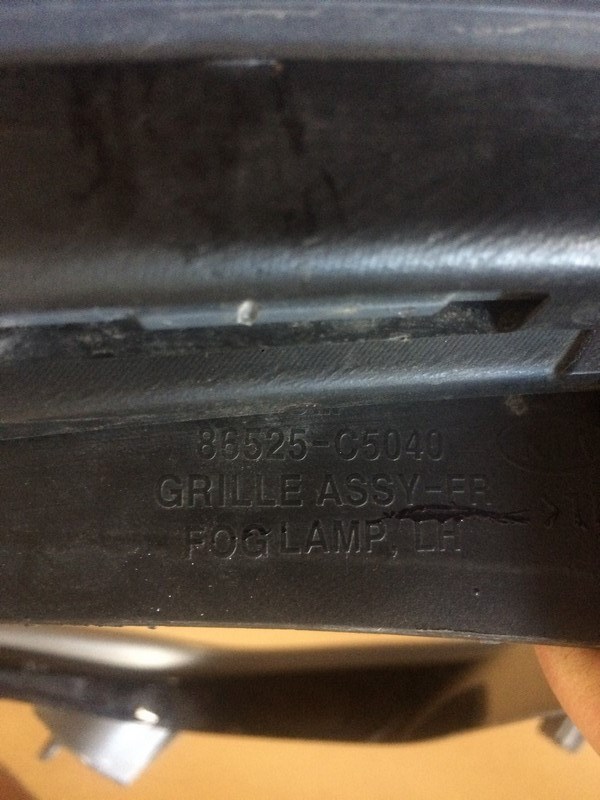 86525-C5040
GRILLE ASSY-FR
FOG LAMP, LH